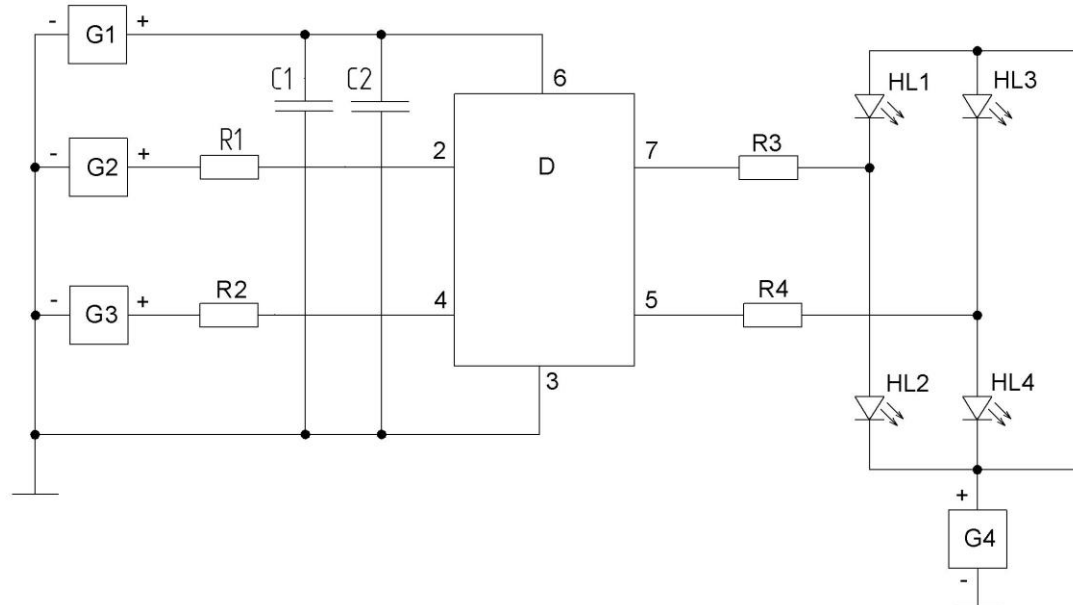 - G1 +
6
C1 C2
HL1 HL3
- G2 + R1 2 D 7 R3
- G3 + R2 4 5 R4
3
HL2 HL4
+
G4
-